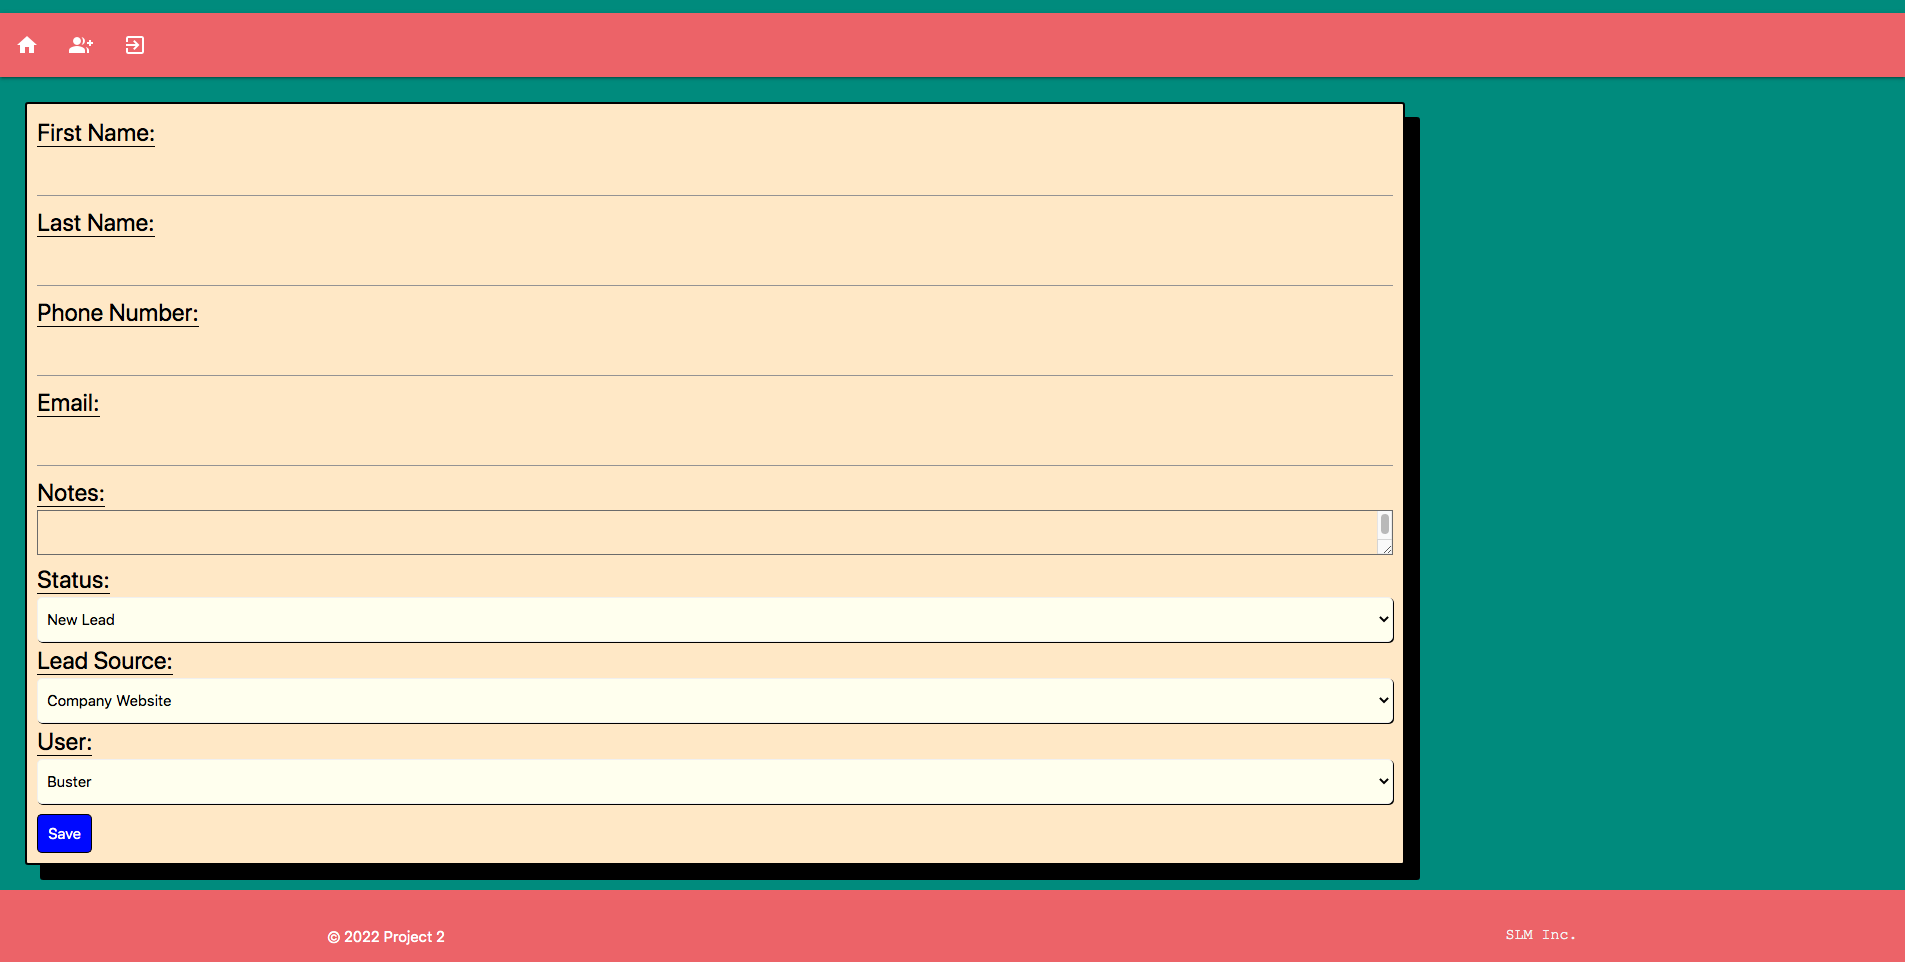 First Name:
Last Name:
Phone Number:
Email:
Notes:
Status:
New Lead
Lead Source:
Company Website
User:
Buster
Save
© 2022 Project 2
SLM Inc.